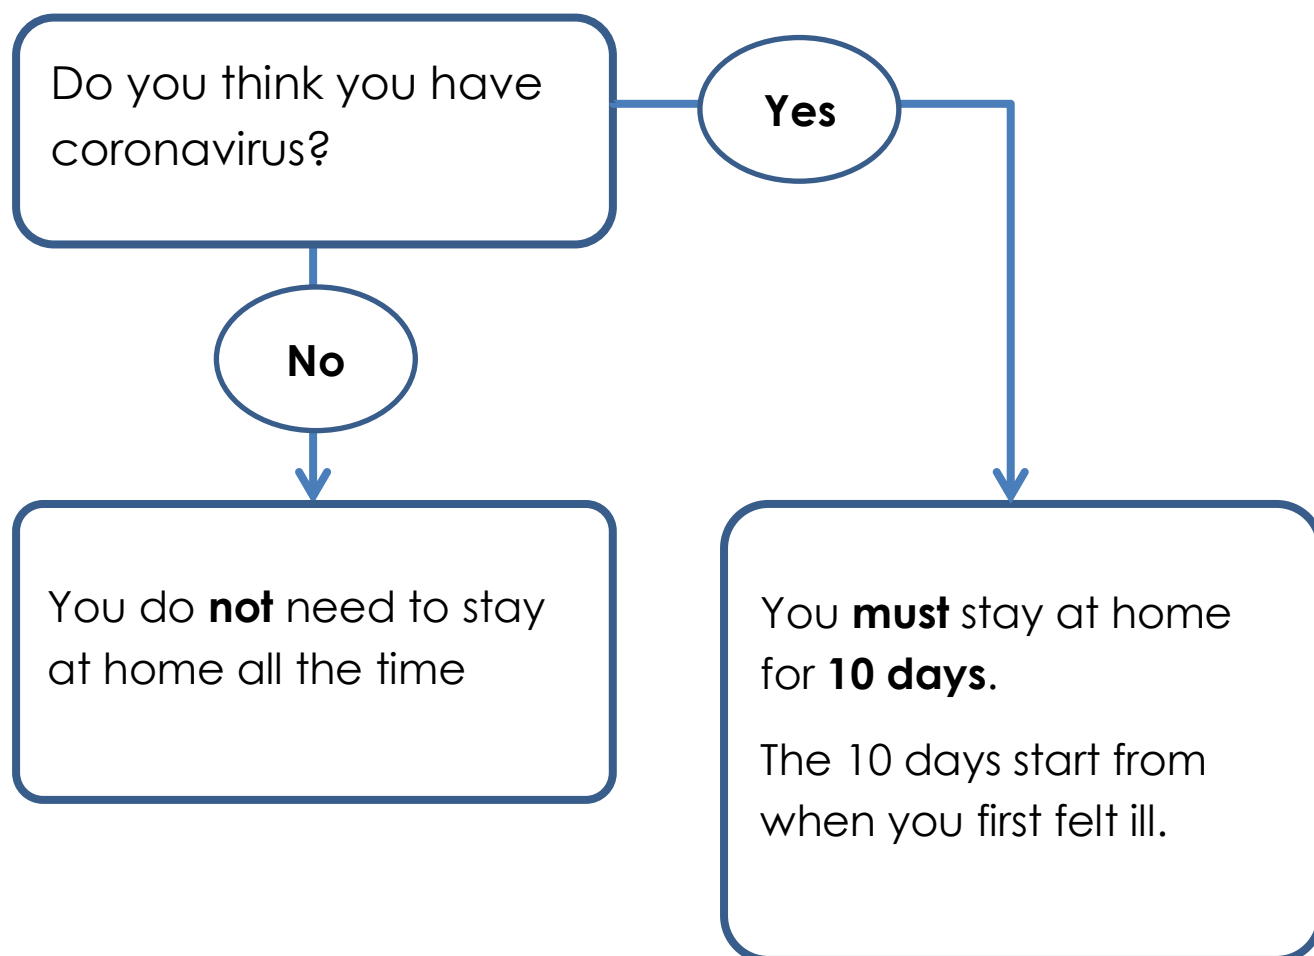 Do you think you have
coronavirus?
Yes
No
You do not need to stay
at home all the time
You must stay at home
for 10 days.
The 10 days start from
when you first felt ill.